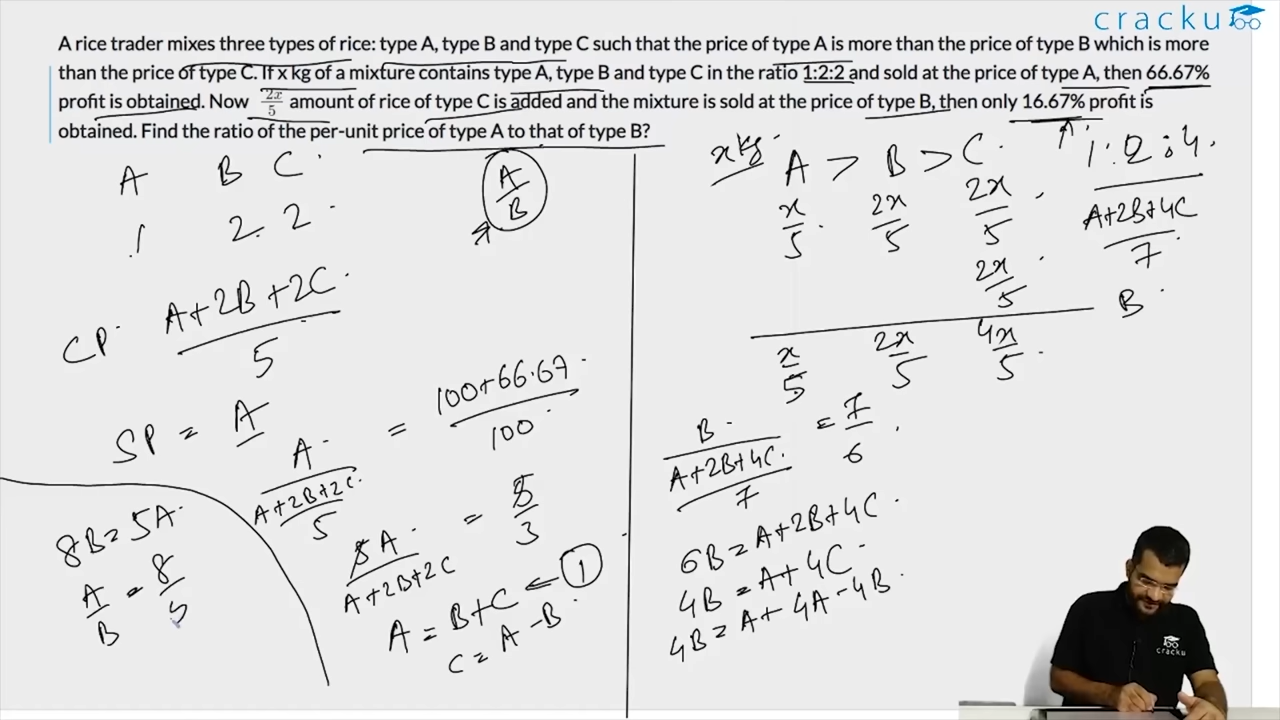 cracku
A rice trader mixes three types of rice: type A, type B and type C such that the price of type A is more than the price of type B which is more
than the price of type C. If x kg of a mixture contains type A, type B and type C in the ratio 1:2:2 and sold at the price of type A, then 66.67%
profit is obtained. Now 2x/5 amount of rice of type C is added and the mixture is sold at the price of type B, then only 16.67% profit is
obtained. Find the ratio of the per-unit price of type A to that of type B?
A B C
1 2 2
A/B
CP (A+2B+2C)/5
SP = A
A/((A+2B+2C)/5) = (100+66.67)/100
5A/(A+2B+2C) = 5/3
A = B+C ← 1
C = A-B
8B=5A
A/B = 8/5
x kg A > B > C
x/5 2x/5 2x/5
2x/5
x/5 2x/5 4x/5
1:2:4
(A+2B+4C)/7
B
B/((A+2B+4C)/7) = 7/6
6B=A+2B+4C
4B=A+4C
4B=A+4A-4B
cracku